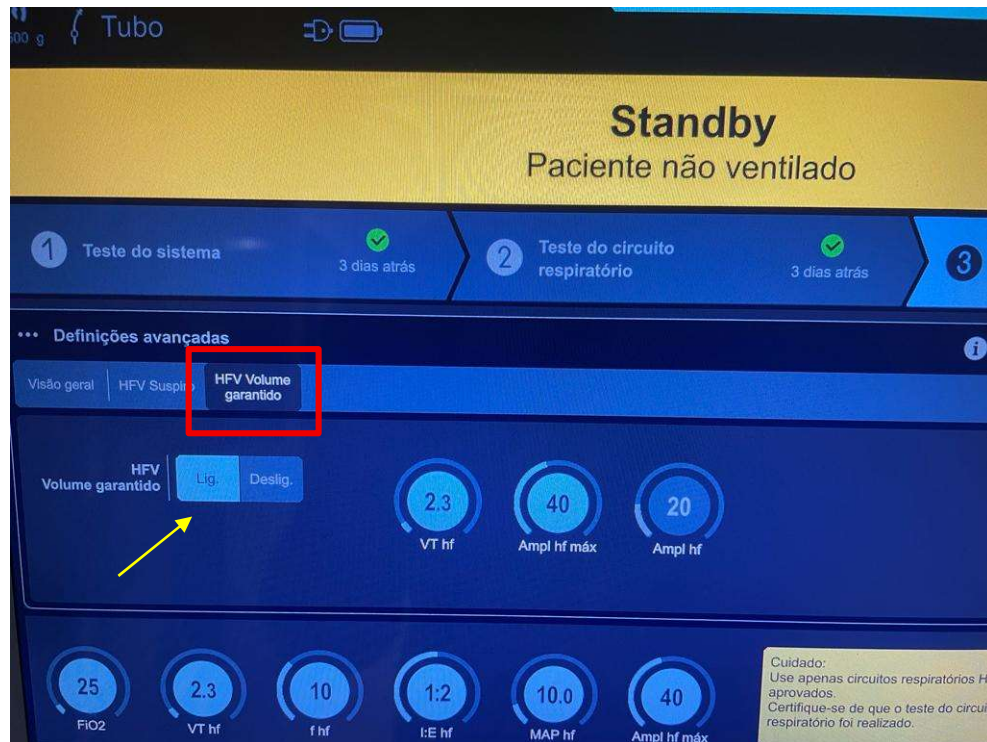 g
Tubo
Standby
Paciente não ventilado
1
Teste do sistema
3 dias atrás
2
Teste do circuito
respiratório
3 dias atrás
3
••• Definições avançadas
i
Visão geral
HFV Suspiro
HFV Volume
garantido
HFV
Volume garantido
Lig.
Deslig.
2.3
VT hf
40
Ampl hf máx
20
Ampl hf
25
FiO2
2.3
VT hf
10
f hf
1:2
I:E hf
10.0
MAP hf
40
Ampl hf máx
Cuidado:
Use apenas circuitos respiratórios H
aprovados.
Certifique-se de que o teste do circui
respiratório foi realizado.